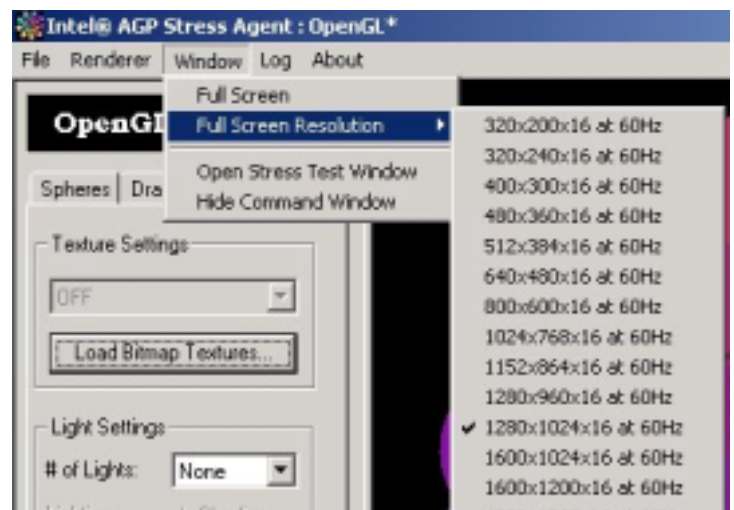 Intel® AGP Stress Agent : OpenGL*
File Renderer Window Log About
Full Screen
Full Screen Resolution
Open Stress Test Window
Hide Command Window
320x200x16 at 60Hz
320x240x16 at 60Hz
400x300x16 at 60Hz
480x360x16 at 60Hz
512x384x16 at 60Hz
640x480x16 at 60Hz
800x600x16 at 60Hz
1024x768x16 at 60Hz
1152x864x16 at 60Hz
1280x960x16 at 60Hz
✔ 1280x1024x16 at 60Hz
1600x1024x16 at 60Hz
1600x1200x16 at 60Hz
OpenGL
Spheres Dra
Texture Settings
OFF
Load Bitmap Textures...
Light Settings
# of Lights: None